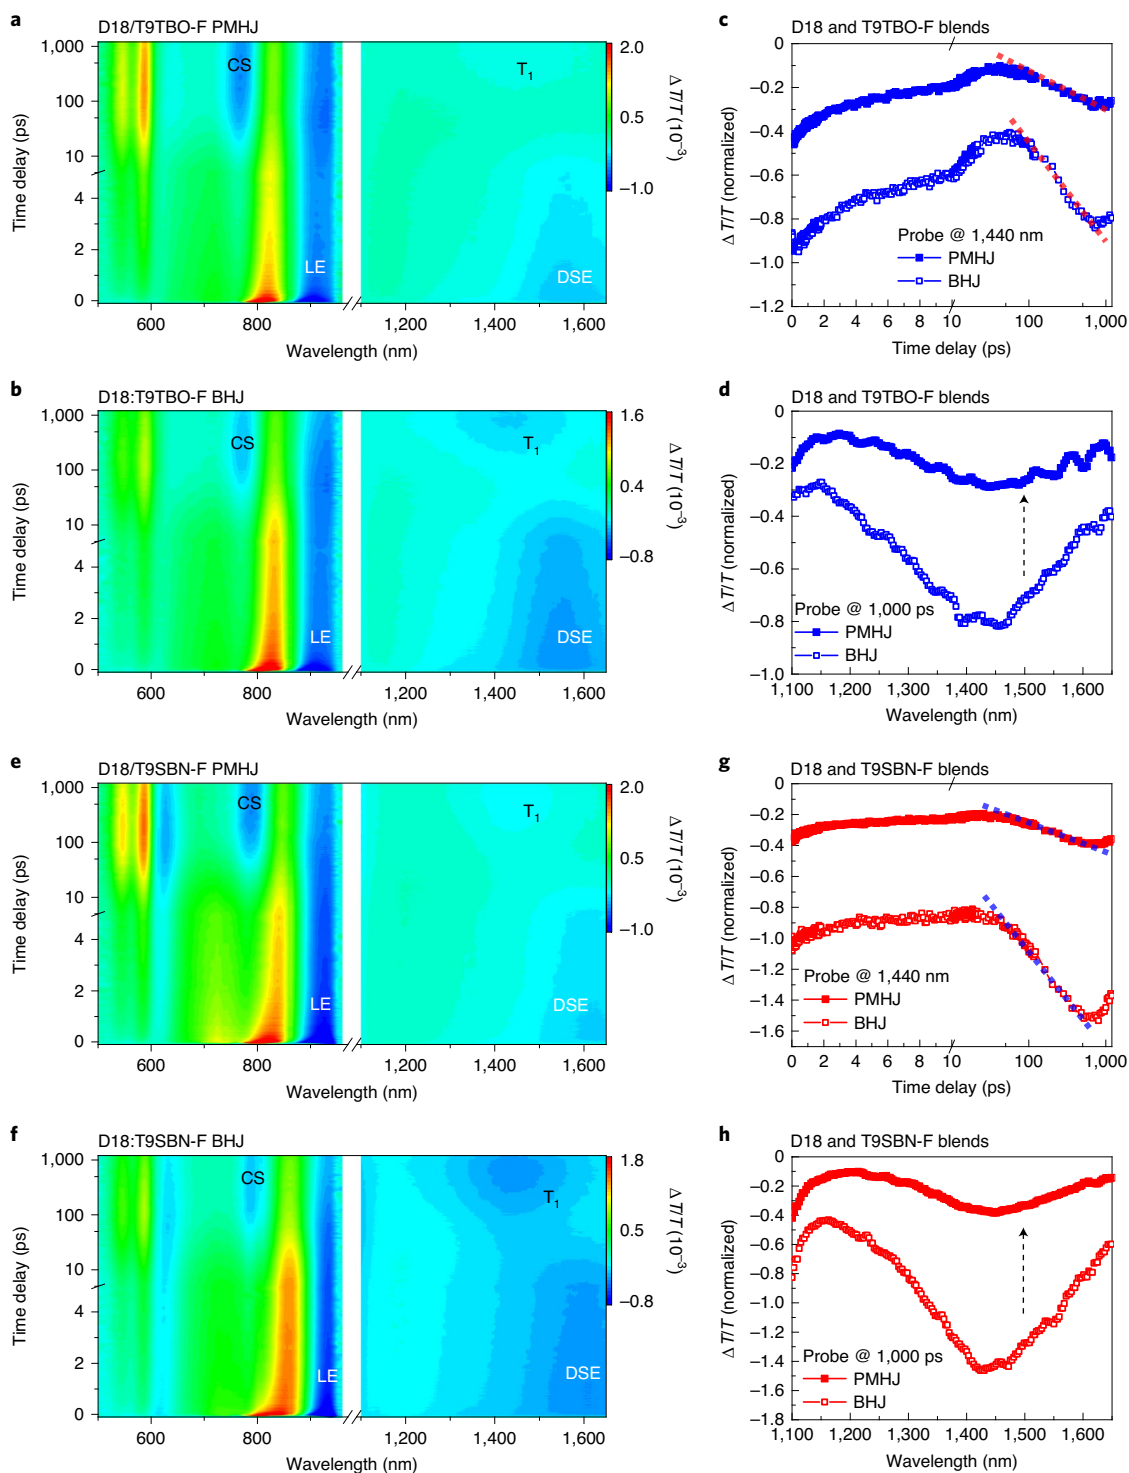 a
D18/T9TBO-F PMHJ
1,000
100
10
4
2
0
Time delay (ps)
CS
LE
T1
DSE
600
800
1,200
1,400
1,600
Wavelength (nm)
2.0
0.5
−1.0
Δ T/T (10−3)
c
D18 and T9TBO-F blends
0
−0.2
−0.4
−0.6
−0.8
−1.0
−1.2
Δ T/T (normalized)
Probe @ 1,440 nm
PMHJ
BHJ
0
2
4
6
8
10
100
1,000
Time delay (ps)
b
D18:T9TBO-F BHJ
1,000
100
10
4
2
0
Time delay (ps)
CS
LE
T1
DSE
600
800
1,200
1,400
1,600
Wavelength (nm)
1.6
0.4
−0.8
Δ T/T (10−3)
d
D18 and T9TBO-F blends
0
−0.2
−0.4
−0.6
−0.8
−1.0
Δ T/T (normalized)
Probe @ 1,000 ps
PMHJ
BHJ
1,100
1,200
1,300
1,400
1,500
1,600
Wavelength (nm)
e
D18/T9SBN-F PMHJ
1,000
100
10
4
2
0
Time delay (ps)
CS
LE
T1
DSE
600
800
1,200
1,400
1,600
Wavelength (nm)
2.0
0.5
−1.0
Δ T/T (10−3)
g
D18 and T9SBN-F blends
0
−0.2
−0.4
−0.6
−0.8
−1.0
−1.2
−1.4
−1.6
Δ T/T (normalized)
Probe @ 1,440 nm
PMHJ
BHJ
0
2
4
6
8
10
100
1,000
Time delay (ps)
f
D18:T9SBN-F BHJ
1,000
100
10
4
2
0
Time delay (ps)
CS
LE
T1
DSE
600
800
1,200
1,400
1,600
Wavelength (nm)
1.8
0.5
−0.8
Δ T/T (10−3)
h
D18 and T9SBN-F blends
0
−0.2
−0.4
−0.6
−0.8
−1.0
−1.2
−1.4
−1.6
−1.8
Δ T/T (normalized)
Probe @ 1,000 ps
PMHJ
BHJ
1,100
1,200
1,300
1,400
1,500
1,600
Wavelength (nm)